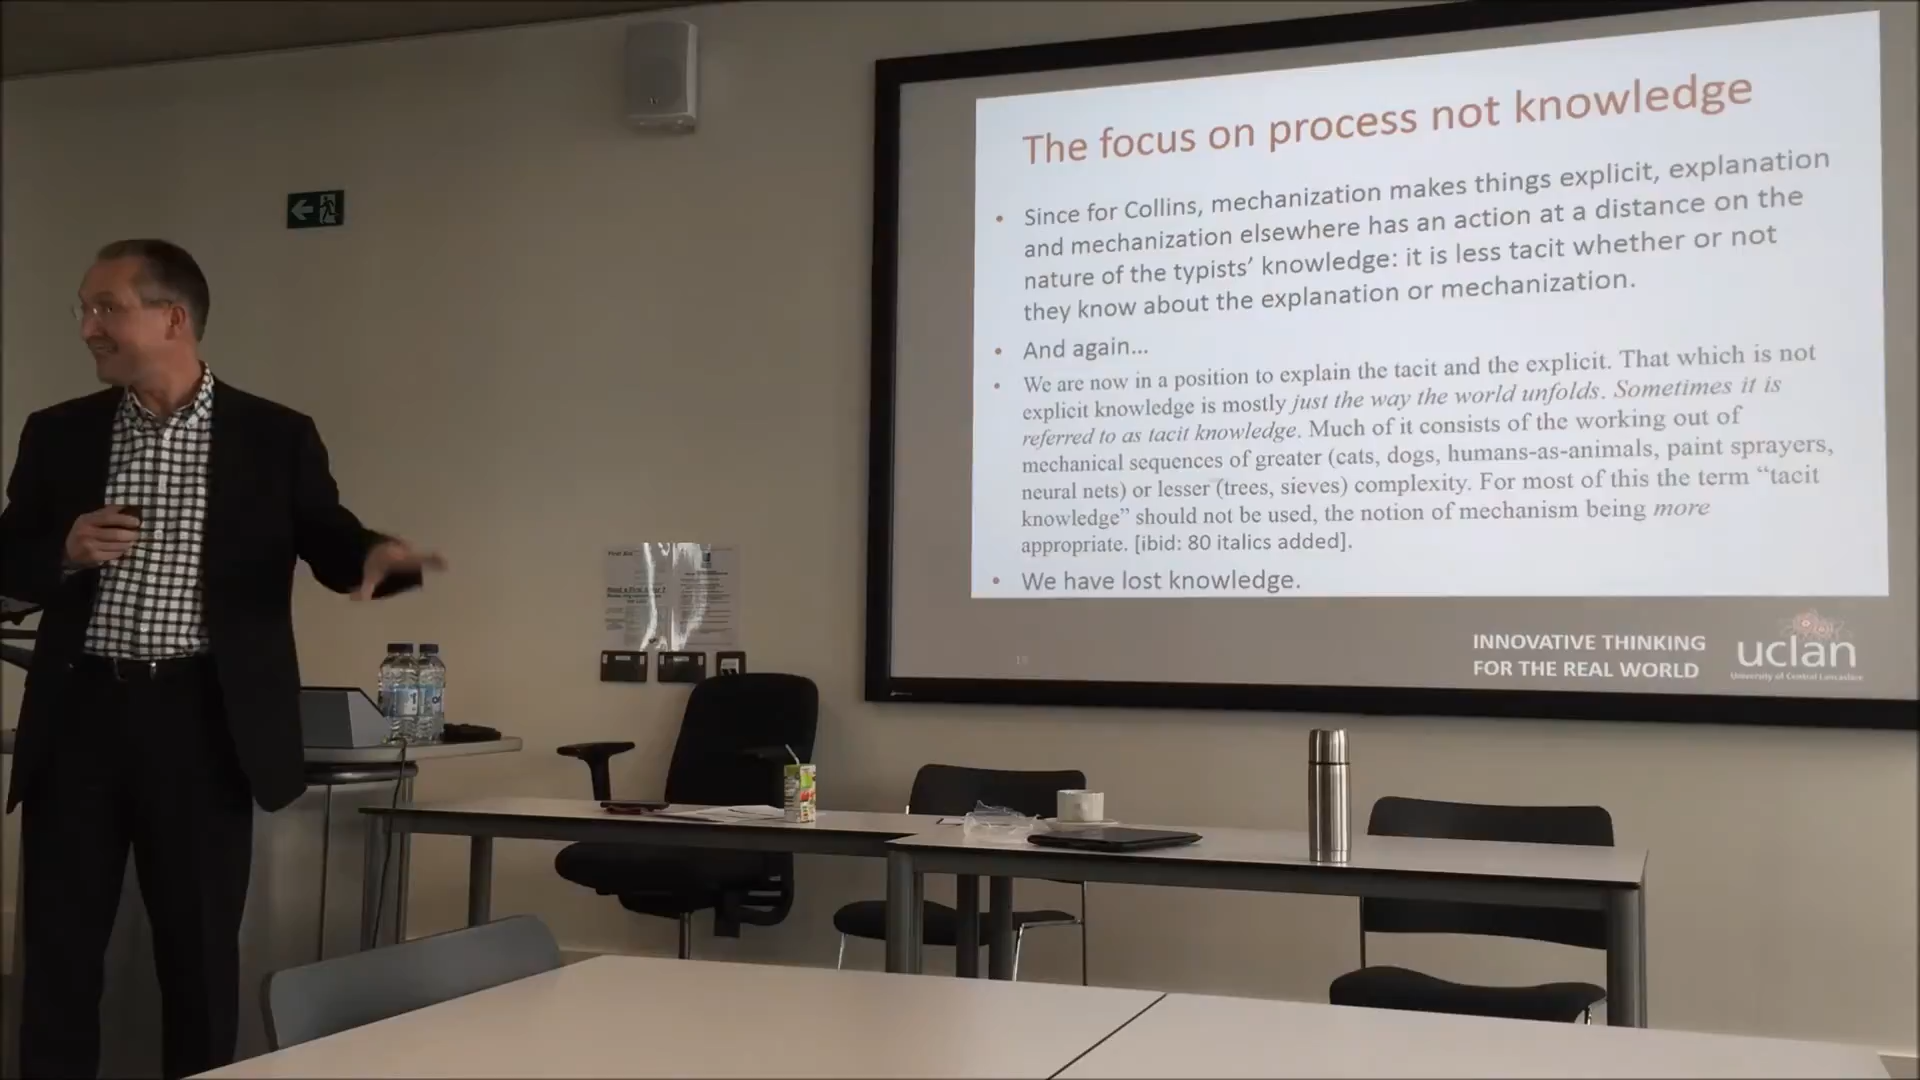 The focus on process not knowledge
• Since for Collins, mechanization makes things explicit, explanation
and mechanization elsewhere has an action at a distance on the
nature of the typists’ knowledge: it is less tacit whether or not
they know about the explanation or mechanization.
• And again...
• We are now in a position to explain the tacit and the explicit. That which is not
explicit knowledge is mostly just the way the world unfolds. Sometimes it is
referred to as tacit knowledge. Much of it consists of the working out of
mechanical sequences of greater (cats, dogs, humans-as-animals, paint sprayers,
neural nets) or lesser (trees, sieves) complexity. For most of this the term “tacit
knowledge” should not be used, the notion of mechanism being more
appropriate. [ibid: 80 italics added].
• We have lost knowledge.
INNOVATIVE THINKING
FOR THE REAL WORLD
uclan
University of Central Lancashire
First Aid